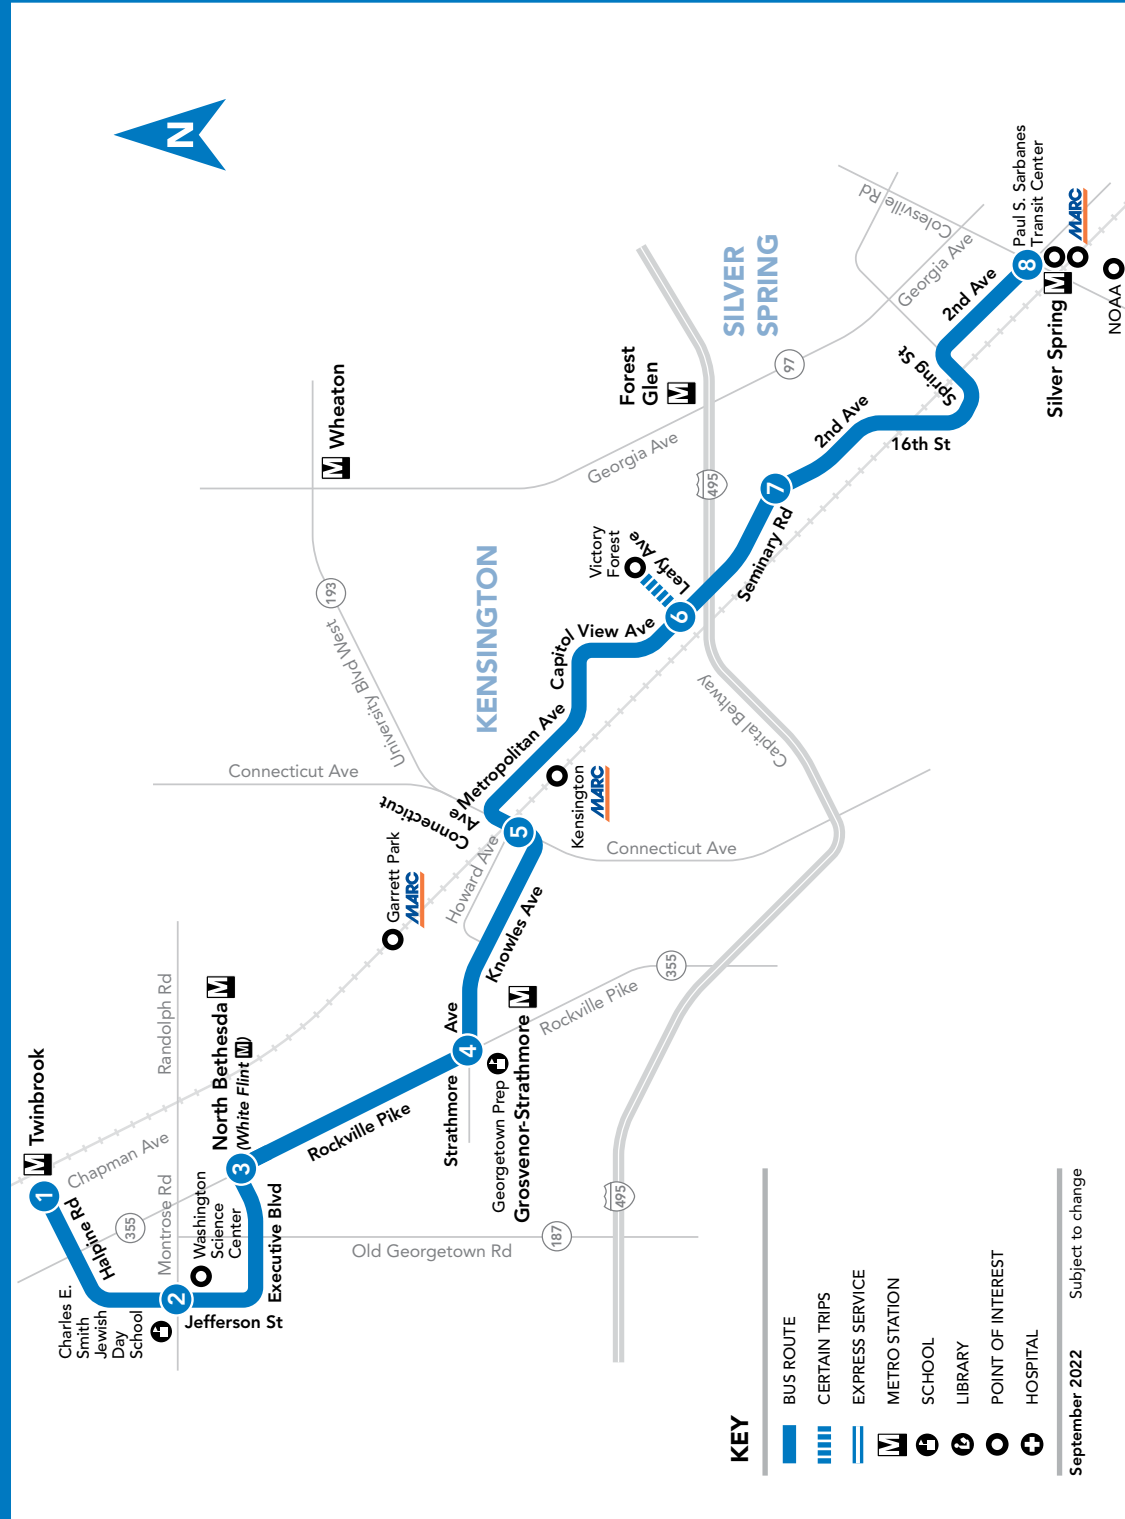 N
M Twinbrook
1
Halpine Rd
Chapman Ave
355
Charles E.
Smith
Jewish
Day
School
2
Jefferson St
Montrose Rd
Randolph Rd
Washington
Science
Center
Executive Blvd
3
North Bethesda M
(White Flint M)
Rockville Pike
Old Georgetown Rd
187
Strathmore
Ave
4
Georgetown Prep
Grosvenor-Strathmore M
Rockville Pike
355
495
Garrett Park
MARC
Knowles Ave
Howard Ave
5
Connecticut
Ave
Connecticut Ave
Connecticut Ave
Kensington
MARC
Metropolitan Ave
KENSINGTON
University Blvd West
193
M Wheaton
Capitol View Ave
6
Victory
Forest
Leafy Ave
Capital Beltway
495
Georgia Ave
Forest
Glen
M
97
SILVER
SPRING
Seminary Rd
7
2nd Ave
16th St
Spring St
2nd Ave
Georgia Ave
Colesville Rd
8
Paul S. Sarbanes
Transit Center
MARC
Silver Spring M
NOAA
KEY
BUS ROUTE
CERTAIN TRIPS
EXPRESS SERVICE
M METRO STATION
SCHOOL
LIBRARY
POINT OF INTEREST
HOSPITAL
September 2022
Subject to change